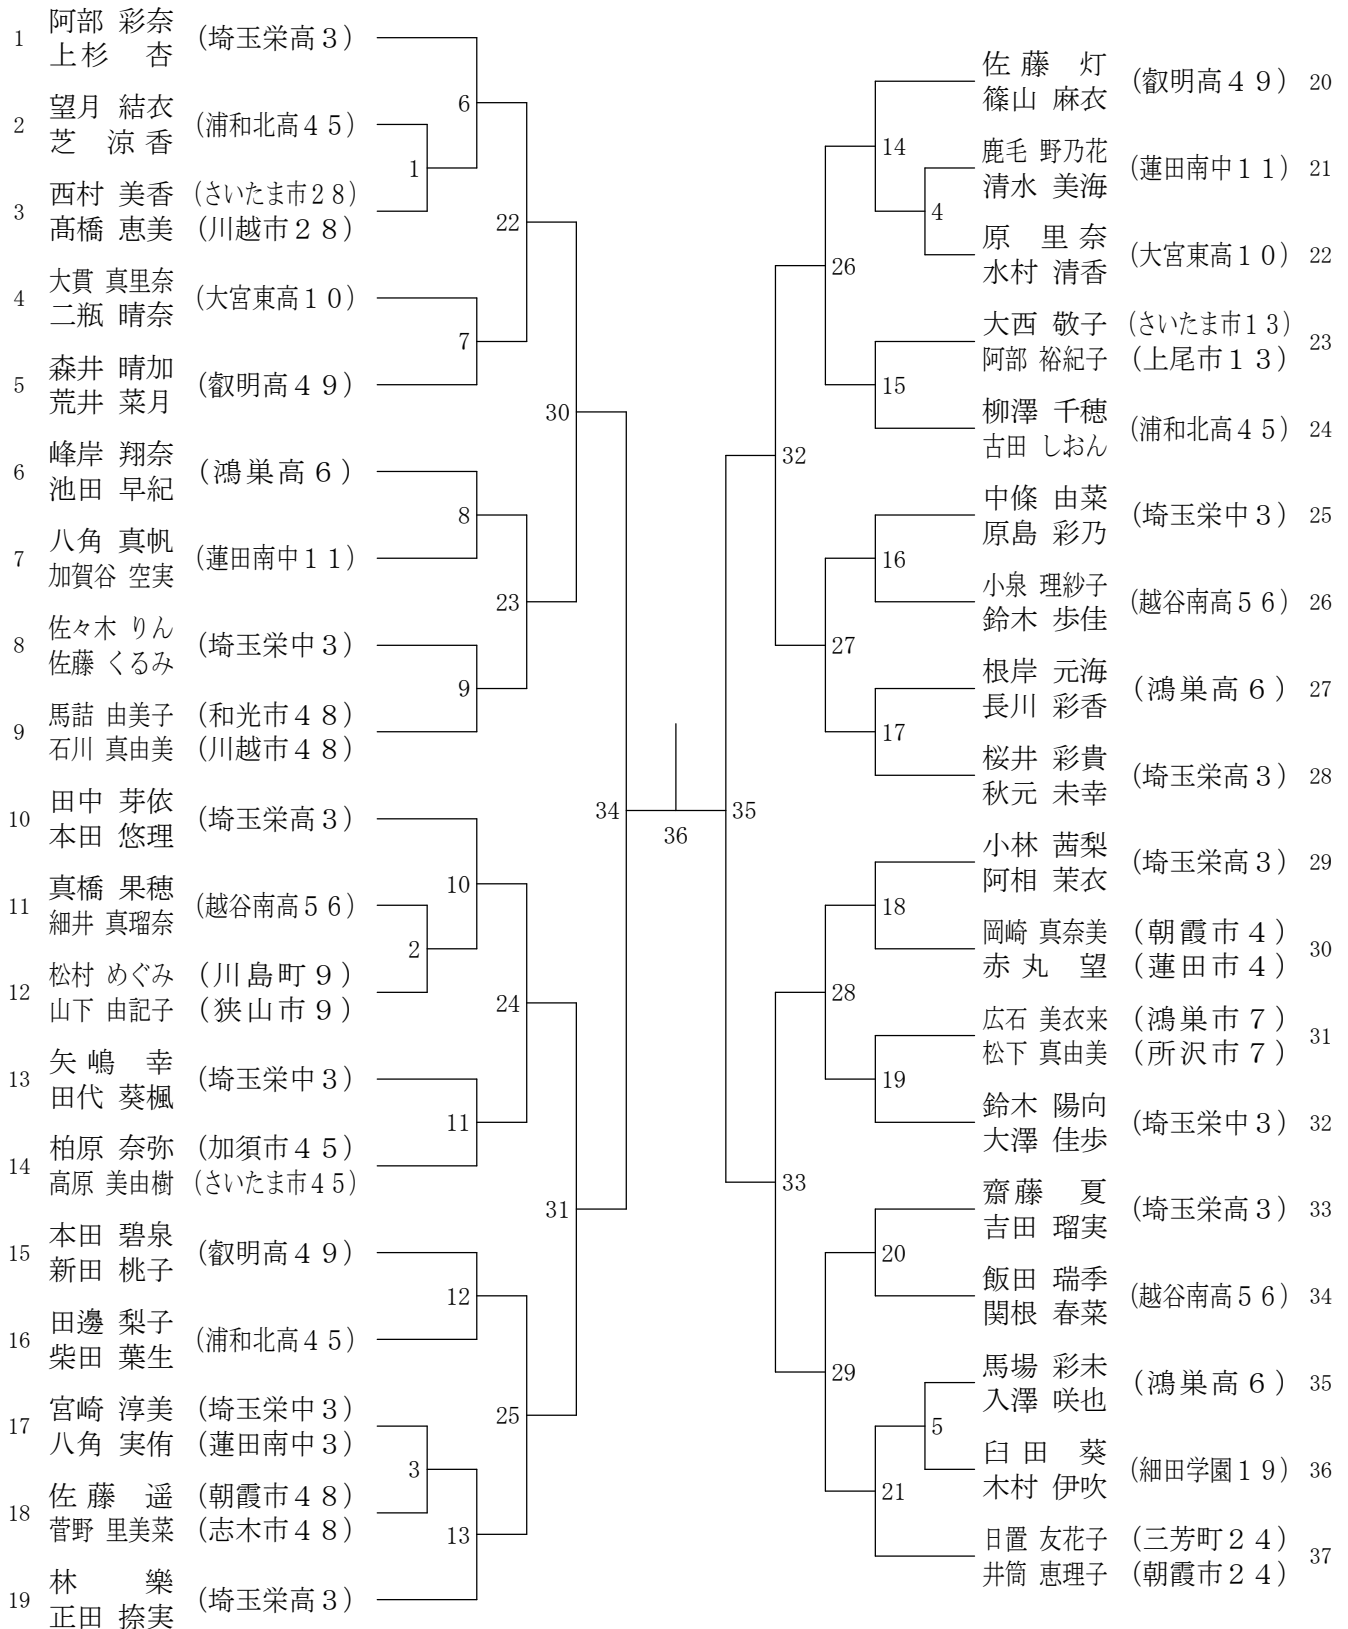 1 阿部 彩奈 (埼玉栄高３)
上杉 杏
2 望月 結衣 (浦和北高４５)
芝 涼香
3 西村 美香 (さいたま市２８)
髙橋 恵美 (川越市２８)
4 大貫 真里奈 (大宮東高１０)
二瓶 晴奈
5 森井 晴加 (叡明高４９)
荒井 菜月
6 峰岸 翔奈 (鴻巣高６)
池田 早紀
7 八角 真帆 (蓮田南中１１)
加賀谷 空実
8 佐々木 りん (埼玉栄中３)
佐藤 くるみ
9 馬詰 由美子 (和光市４８)
石川 真由美 (川越市４８)
10 田中 芽依 (埼玉栄高３)
本田 悠理
11 真橋 果穂 (越谷南高５６)
細井 真瑠奈
12 松村 めぐみ (川島町９)
山下 由記子 (狭山市９)
13 矢嶋 幸 (埼玉栄中３)
田代 葵楓
14 柏原 奈弥 (加須市４５)
高原 美由樹 (さいたま市４５)
15 本田 碧泉 (叡明高４９)
新田 桃子
16 田邊 梨子 (浦和北高４５)
柴田 葉生
17 宮崎 淳美 (埼玉栄中３)
八角 実侑 (蓮田南中３)
18 佐藤 遥 (朝霞市４８)
菅野 里美菜 (志木市４８)
19 林 樂 (埼玉栄高３)
正田 捺実
6
1
22
7
30
8
23
9
34
10
2
24
11
31
12
25
3
13
36
35
14
4
26
15
32
16
27
17
18
28
19
33
20
29
5
21
佐藤 灯 (叡明高４９) 20
篠山 麻衣
鹿毛 野乃花 (蓮田南中１１) 21
清水 美海
原 里奈 (大宮東高１０) 22
水村 清香
大西 敬子 (さいたま市１３) 23
阿部 裕紀子 (上尾市１３)
柳澤 千穂 (浦和北高４５) 24
古田 しおん
中條 由菜 (埼玉栄中３) 25
原島 彩乃
小泉 理紗子 (越谷南高５６) 26
鈴木 歩佳
根岸 元海 (鴻巣高６) 27
長川 彩香
桜井 彩貴 (埼玉栄高３) 28
秋元 未幸
小林 茜梨 (埼玉栄高３) 29
阿相 茉衣
岡崎 真奈美 (朝霞市４) 30
赤丸 望 (蓮田市４)
広石 美衣来 (鴻巣市７) 31
松下 真由美 (所沢市７)
鈴木 陽向 (埼玉栄中３) 32
大澤 佳歩
齋藤 夏 (埼玉栄高３) 33
吉田 瑠実
飯田 瑞季 (越谷南高５６) 34
関根 春菜
馬場 彩未 (鴻巣高６) 35
入澤 咲也
臼田 葵 (細田学園１９) 36
木村 伊吹
日置 友花子 (三芳町２４) 37
井筒 恵理子 (朝霞市２４)